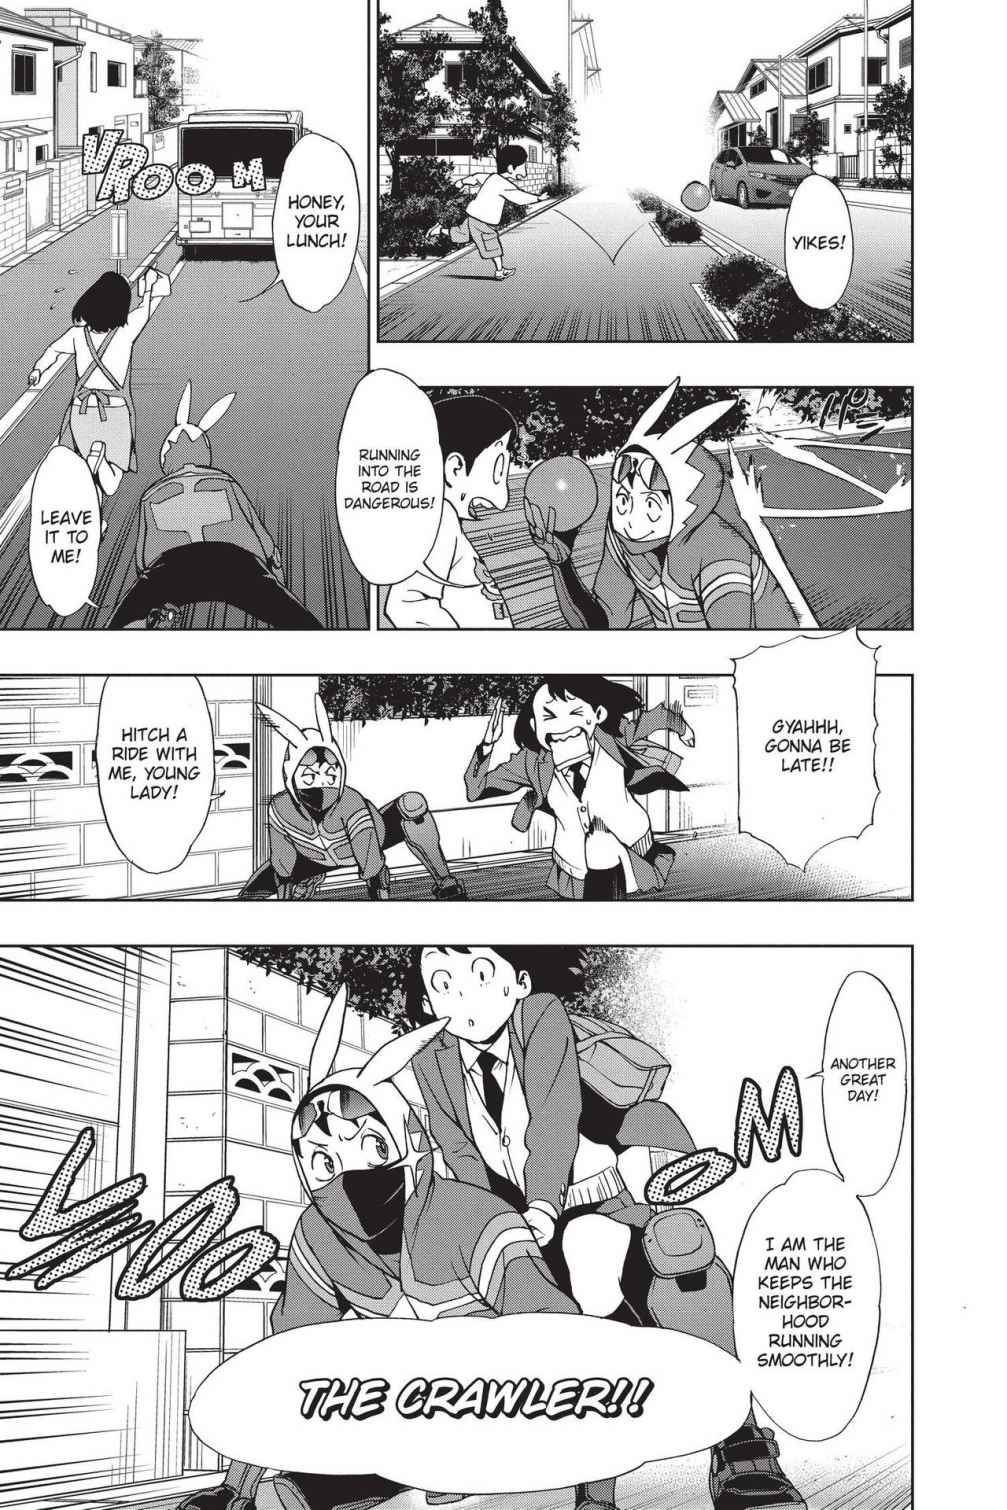 YIKES!
VROOOM
HONEY,
YOUR
LUNCH!
RUNNING
INTO THE
ROAD IS
DANGEROUS!
LEAVE
IT TO
ME!
GYAHHH,
GONNA BE
LATE!!
HITCH A
RIDE WITH
ME, YOUNG
LADY!
ANOTHER
GREAT
DAY!
I AM THE
MAN WHO
KEEPS THE
NEIGHBOR-
HOOD
RUNNING
SMOOTHLY!
THE CRAWLER!!